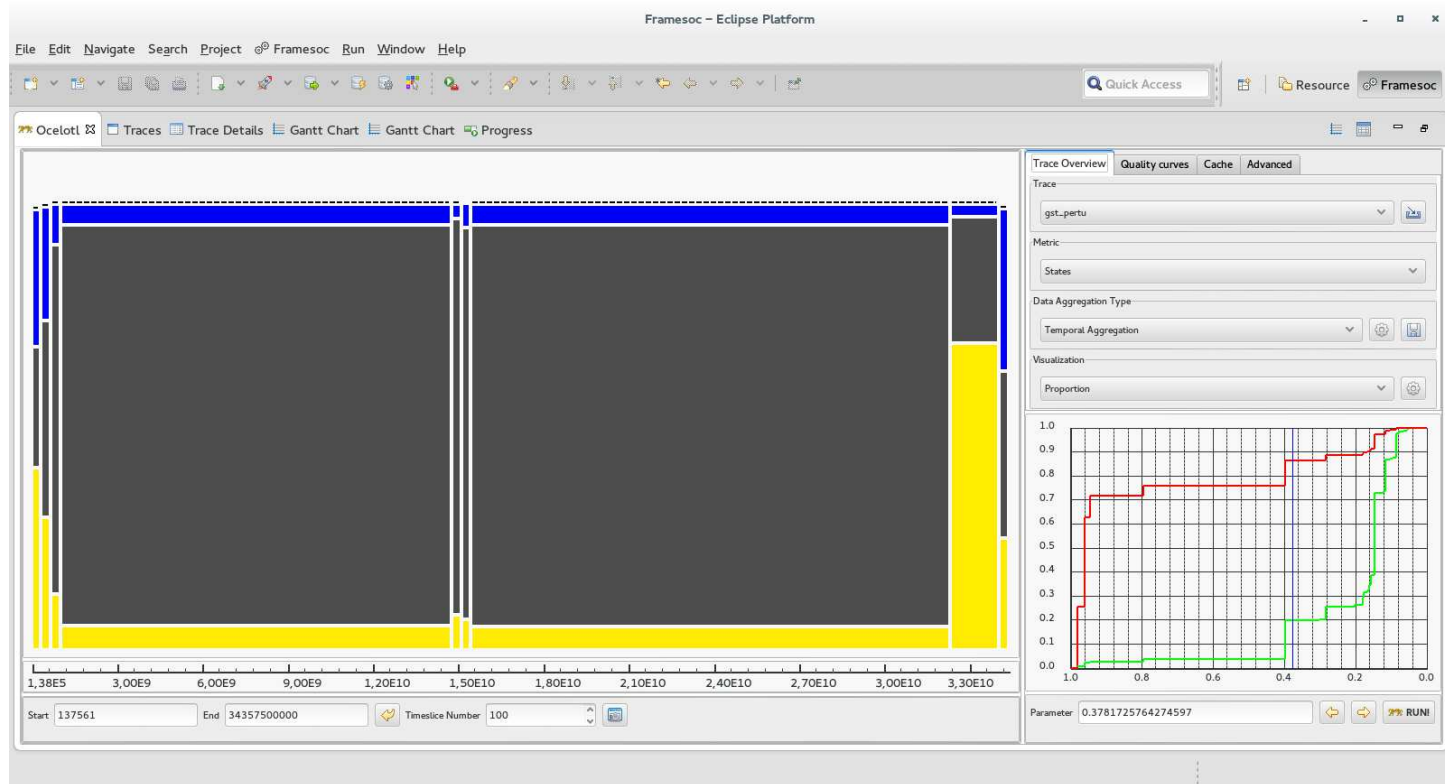 Framesoc – Eclipse Platform
File Edit Navigate Search Project Framesoc Run Window Help
Quick Access Resource Framesoc
Ocelotl Traces Trace Details Gantt Chart Gantt Chart Progress
Trace Overview Quality curves Cache Advanced
Trace
gst_pertu
Metric
States
Data Aggregation Type
Temporal Aggregation
Visualization
Proportion
1.0
0.9
0.8
0.7
0.6
0.5
0.4
0.3
0.2
0.1
0.0
1.0 0.8 0.6 0.4 0.2 0.0
1,38E5 3,00E9 6,00E9 9,00E9 1,20E10 1,50E10 1,80E10 2,10E10 2,40E10 2,70E10 3,00E10 3,30E10
Start 137561 End 34357500000 Timeslice Number 100
Parameter 0.3781725764274597 RUN!